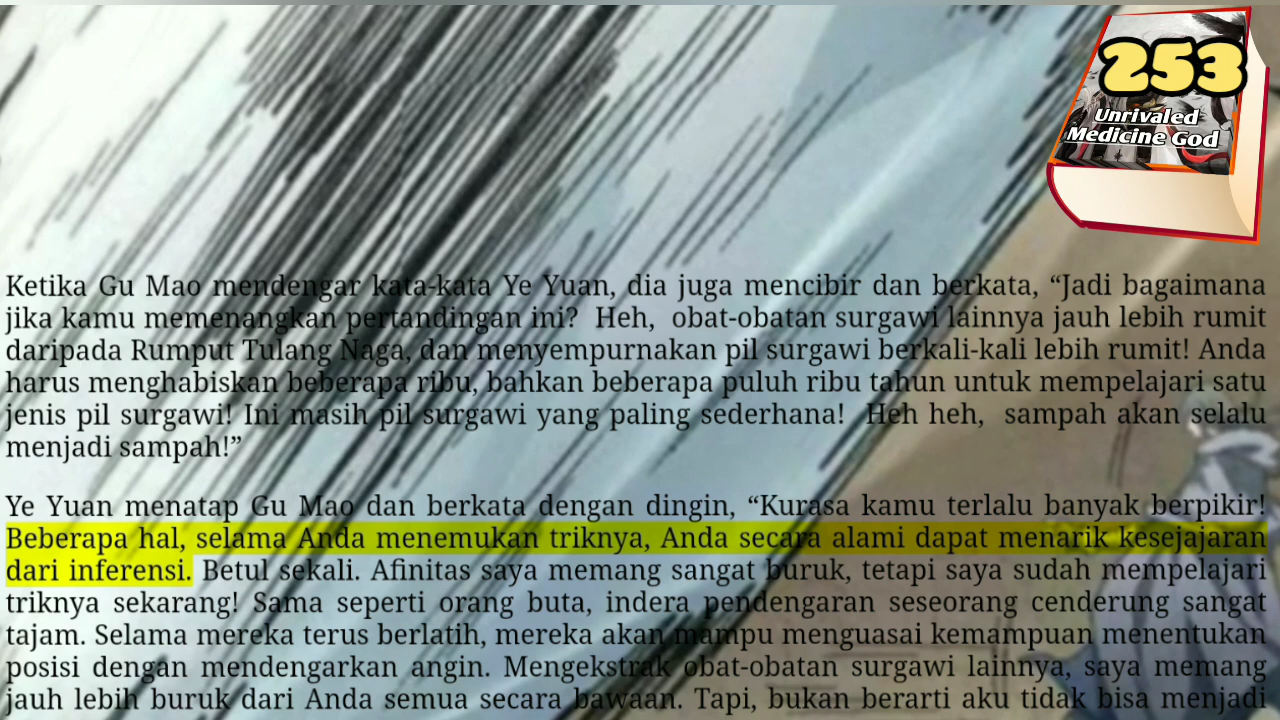 253
Unrivaled
Medicine God
Ketika Gu Mao mendengar kata-kata Ye Yuan, dia juga mencibir dan berkata, “Jadi bagaimana
jika kamu memenangkan pertandingan ini? Heh, obat-obatan surgawi lainnya jauh lebih rumit
daripada Rumput Tulang Naga, dan menyempurnakan pil surgawi berkali-kali lebih rumit! Anda
harus menghabiskan beberapa ribu, bahkan beberapa puluh ribu tahun untuk mempelajari satu
jenis pil surgawi! Ini masih pil surgawi yang paling sederhana! Heh heh, sampah akan selalu
menjadi sampah!”
Ye Yuan menatap Gu Mao dan berkata dengan dingin, “Kurasa kamu terlalu banyak berpikir!
Beberapa hal, selama Anda menemukan triknya, Anda secara alami dapat menarik kesejajaran
dari inferensi. Betul sekali. Afinitas saya memang sangat buruk, tetapi saya sudah mempelajari
triknya sekarang! Sama seperti orang buta, indera pendengaran seseorang cenderung sangat
tajam. Selama mereka terus berlatih, mereka akan mampu menguasai kemampuan menentukan
posisi dengan mendengarkan angin. Mengekstrak obat-obatan surgawi lainnya, saya memang
jauh lebih buruk dari Anda semua secara bawaan. Tapi, bukan berarti aku tidak bisa menjadi